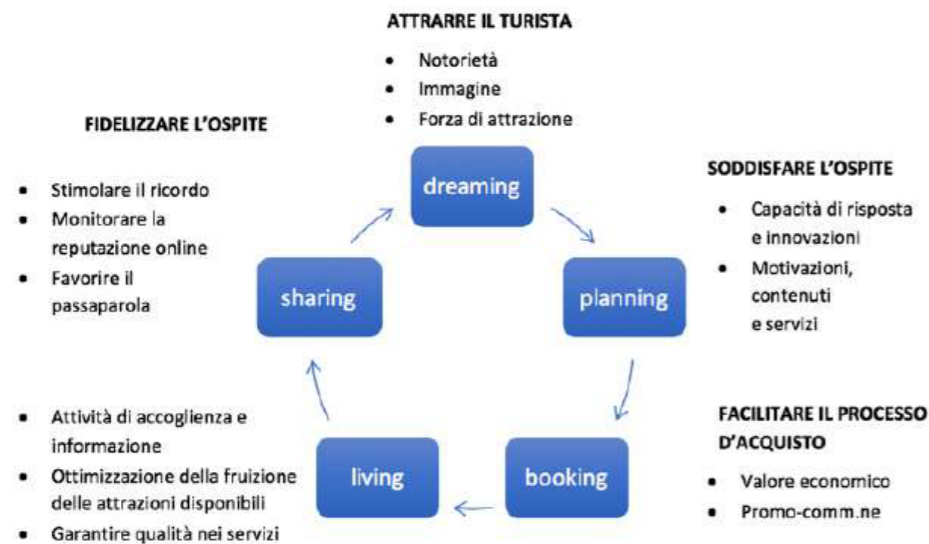 ATTRARRE IL TURISTA
• Notorietà
• Immagine
• Forza di attrazione
dreaming
SODDISFARE L'OSPITE
• Capacità di risposta
e innovazioni
• Motivazioni,
contenuti
e servizi
planning
FACILITARE IL PROCESSO
D'ACQUISTO
• Valore economico
• Promo-comm.ne
booking
living
• Attività di accoglienza e
informazione
• Ottimizzazione della fruizione
delle attrazioni disponibili
• Garantire qualità nei servizi
FIDELIZZARE L'OSPITE
• Stimolare il ricordo
• Monitorare la
reputazione online
• Favorire il
passaparola
sharing